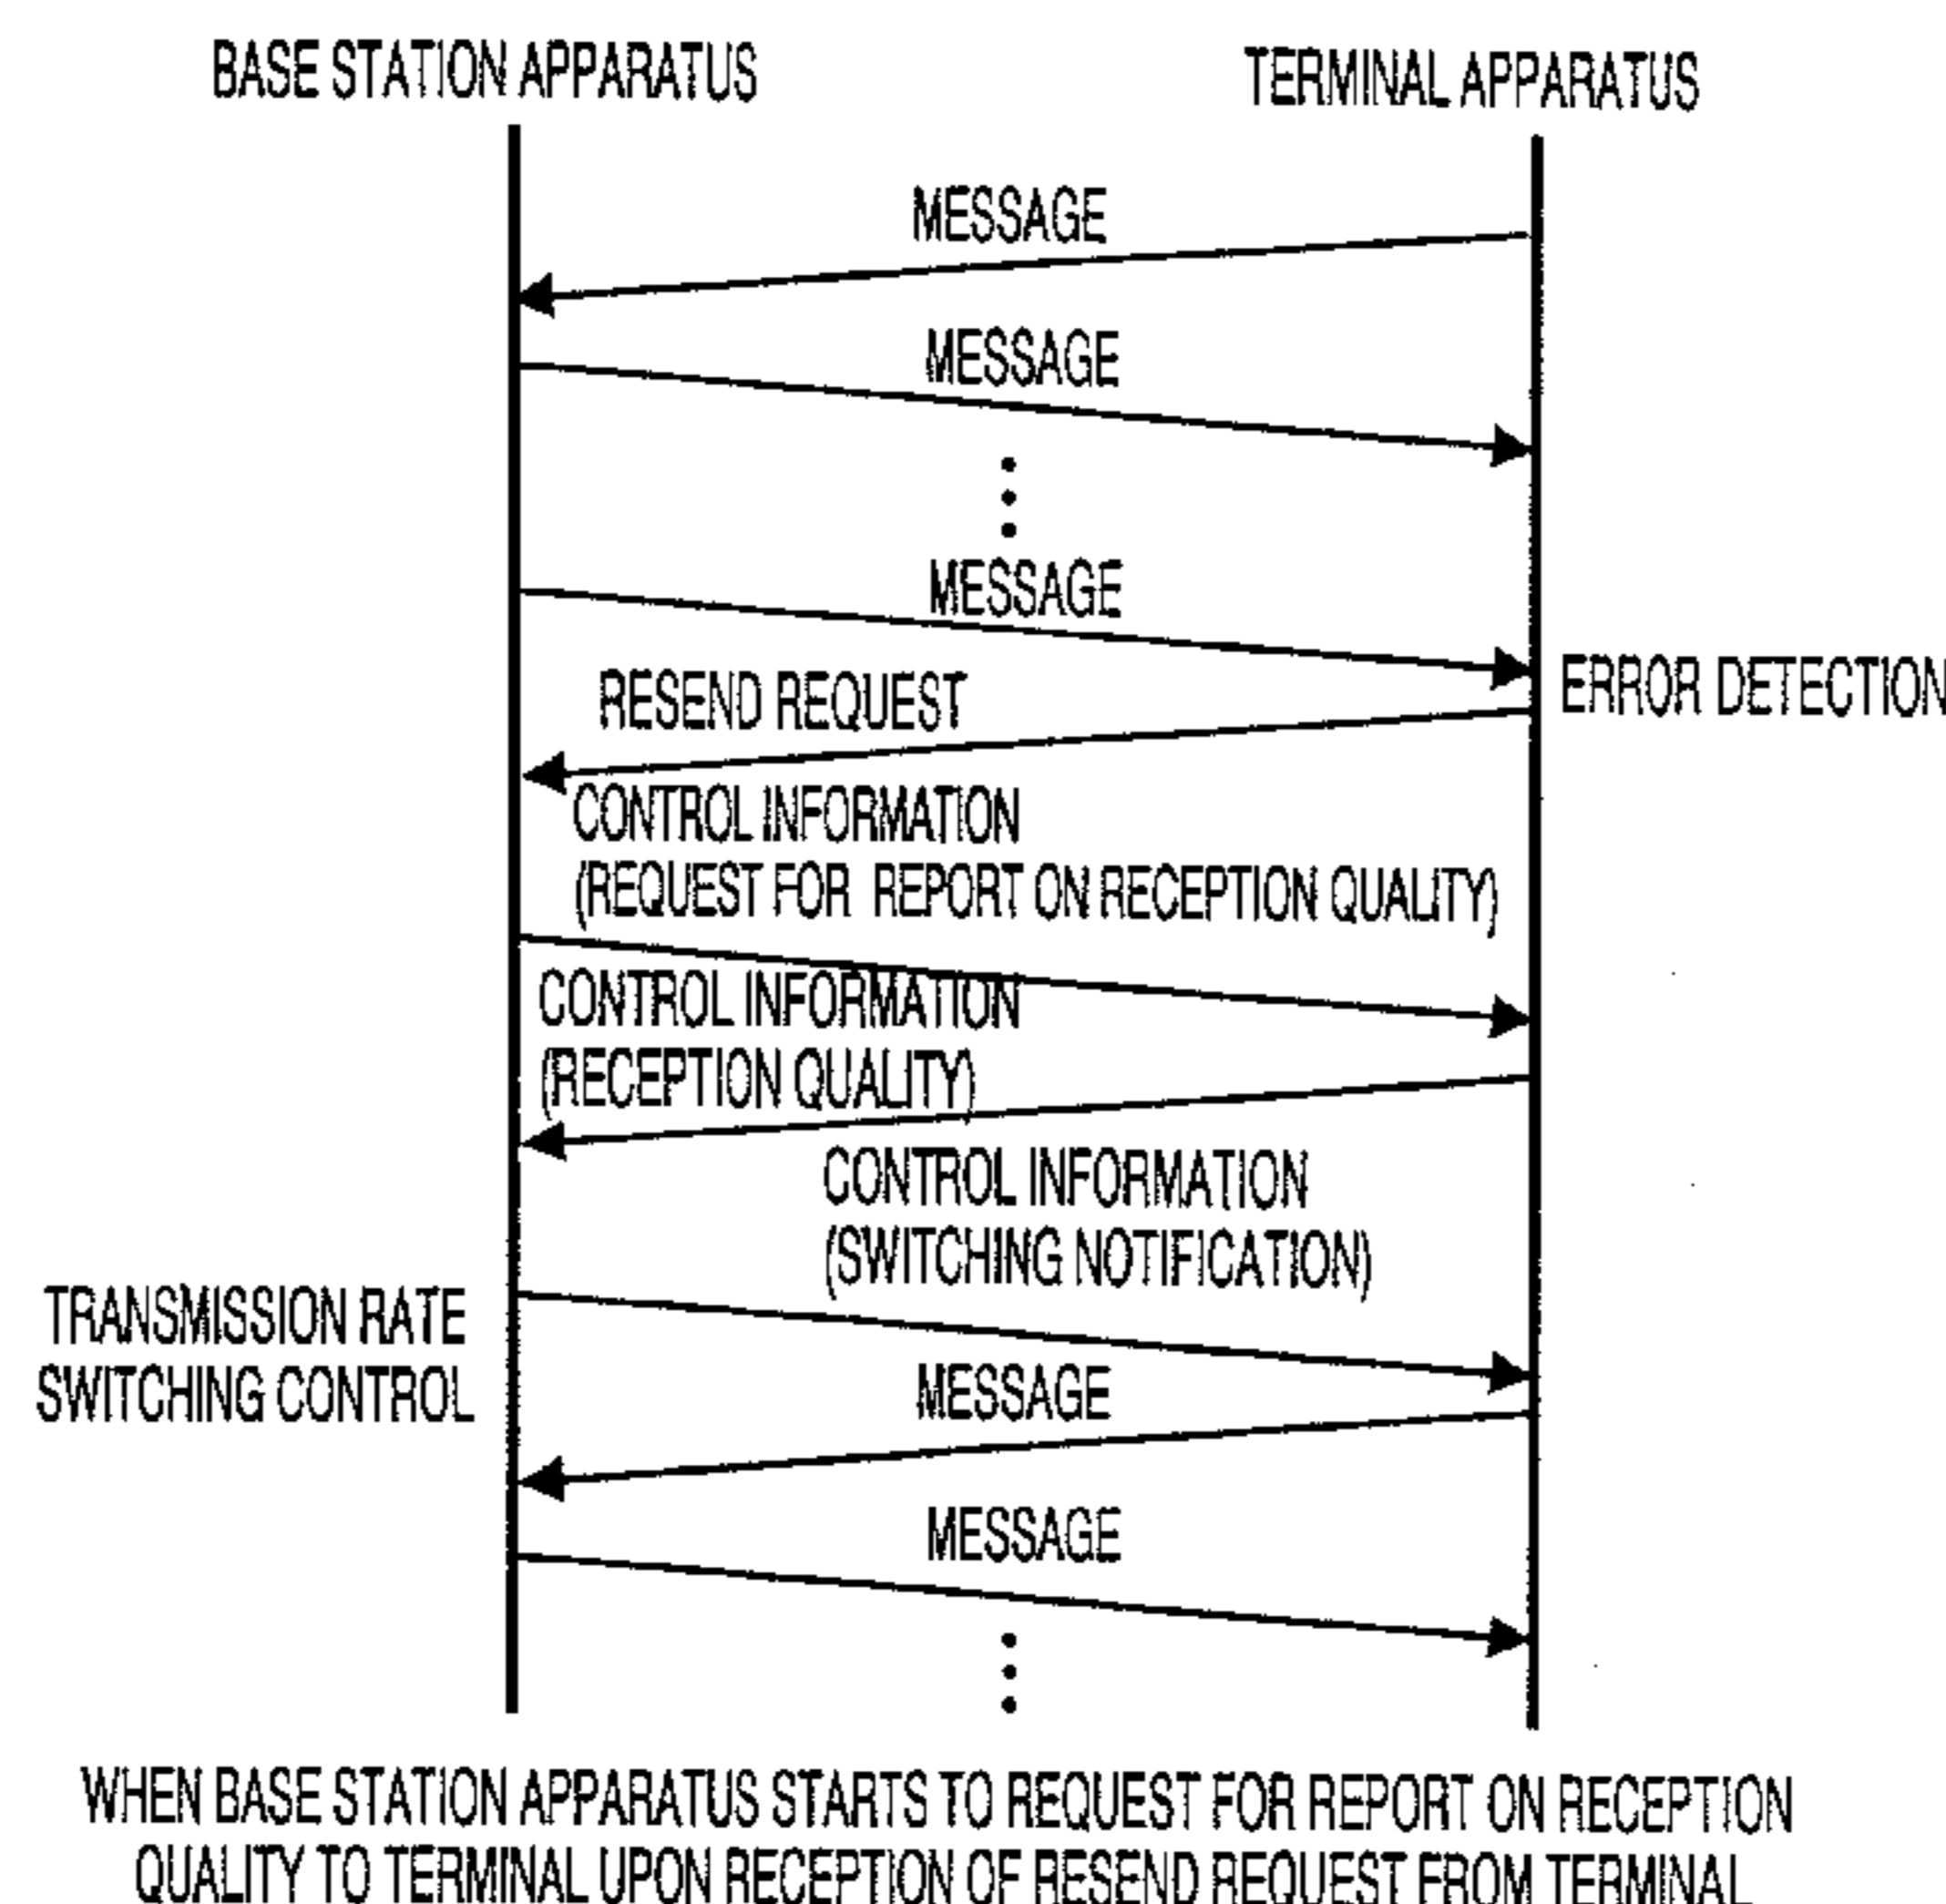 BASE STATION APPARATUS
TERMINAL APPARATUS
MESSAGE
MESSAGE
MESSAGE
ERROR DETECTION
RESEND REQUEST
CONTROL INFORMATION
(REQUEST FOR REPORT ON RECEPTION QUALITY)
CONTROL INFORMATION
(RECEPTION QUALITY)
CONTROL INFORMATION
(SWITCHING NOTIFICATION)
TRANSMISSION RATE
SWITCHING CONTROL
MESSAGE
MESSAGE
WHEN BASE STATION APPARATUS STARTS TO REQUEST FOR REPORT ON RECEPTION
QUALITY TO TERMINAL UPON RECEPTION OF RESEND REQUEST FROM TERMINAL